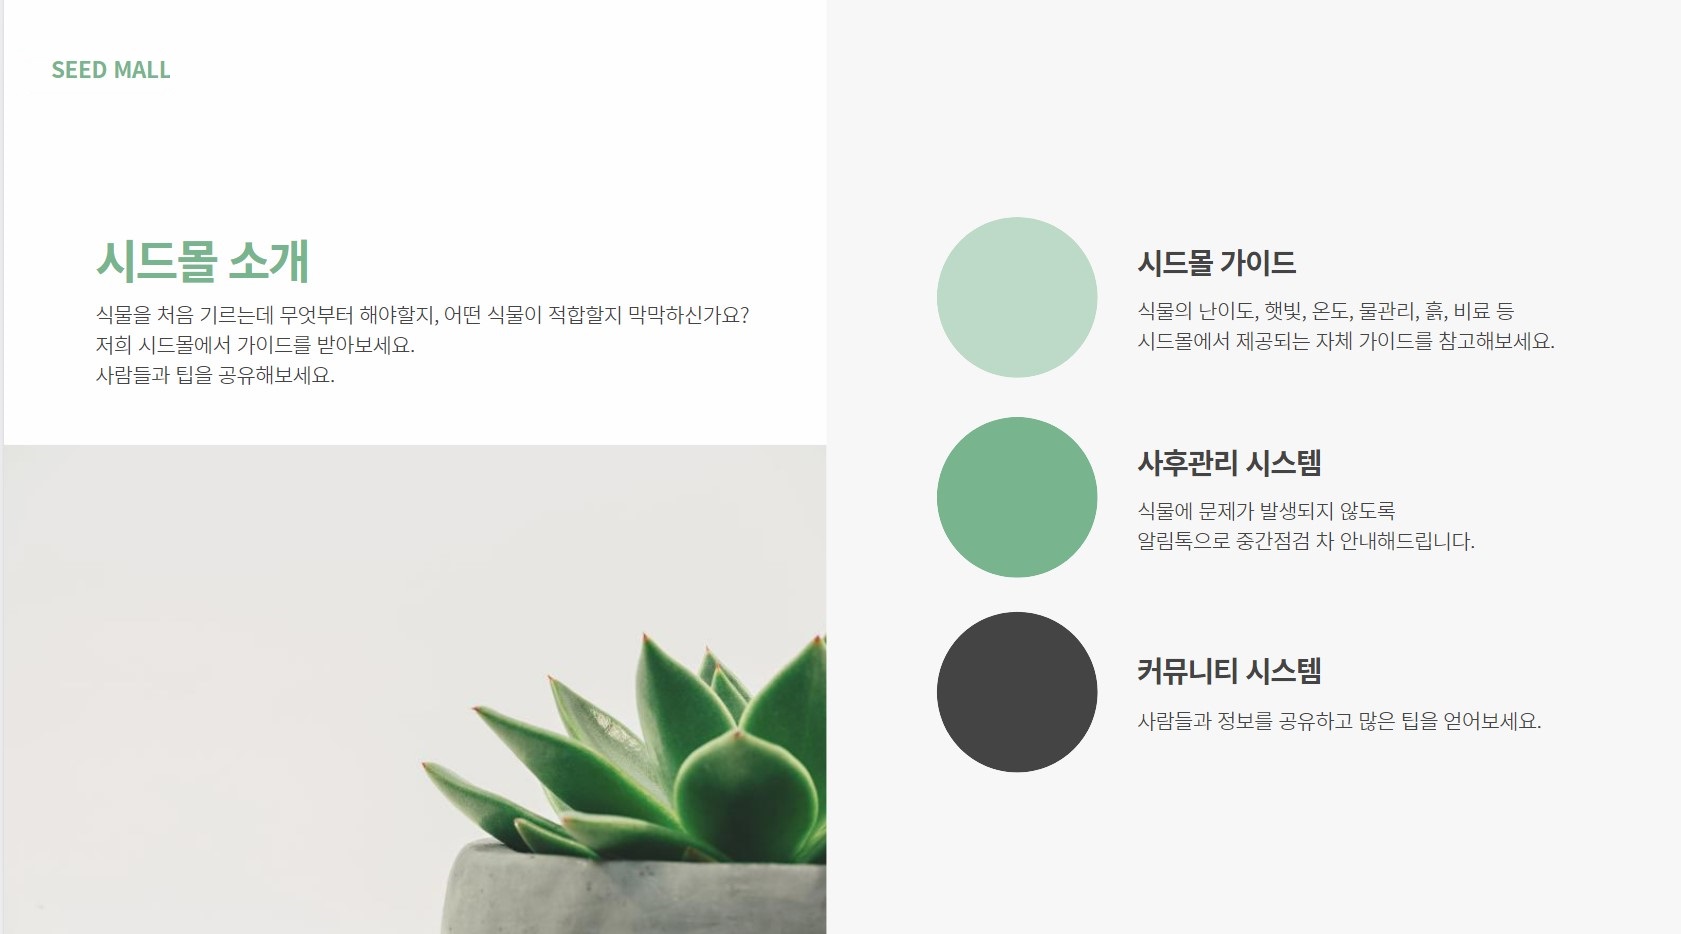 SEED MALL
시드몰 소개
식물을 처음 기르는데 무엇부터 해야할지, 어떤 식물이 적합할지 막막하신가요?
저희 시드몰에서 가이드를 받아보세요.
사람들과 팁을 공유해보세요.
시드몰 가이드
식물의 난이도, 햇빛, 온도, 물관리, 흙, 비료 등
시드몰에서 제공되는 자체 가이드를 참고해보세요.
사후관리 시스템
식물에 문제가 발생되지 않도록
알림톡으로 중간점검 차 안내해드립니다.
커뮤니티 시스템
사람들과 정보를 공유하고 많은 팁을 얻어보세요.